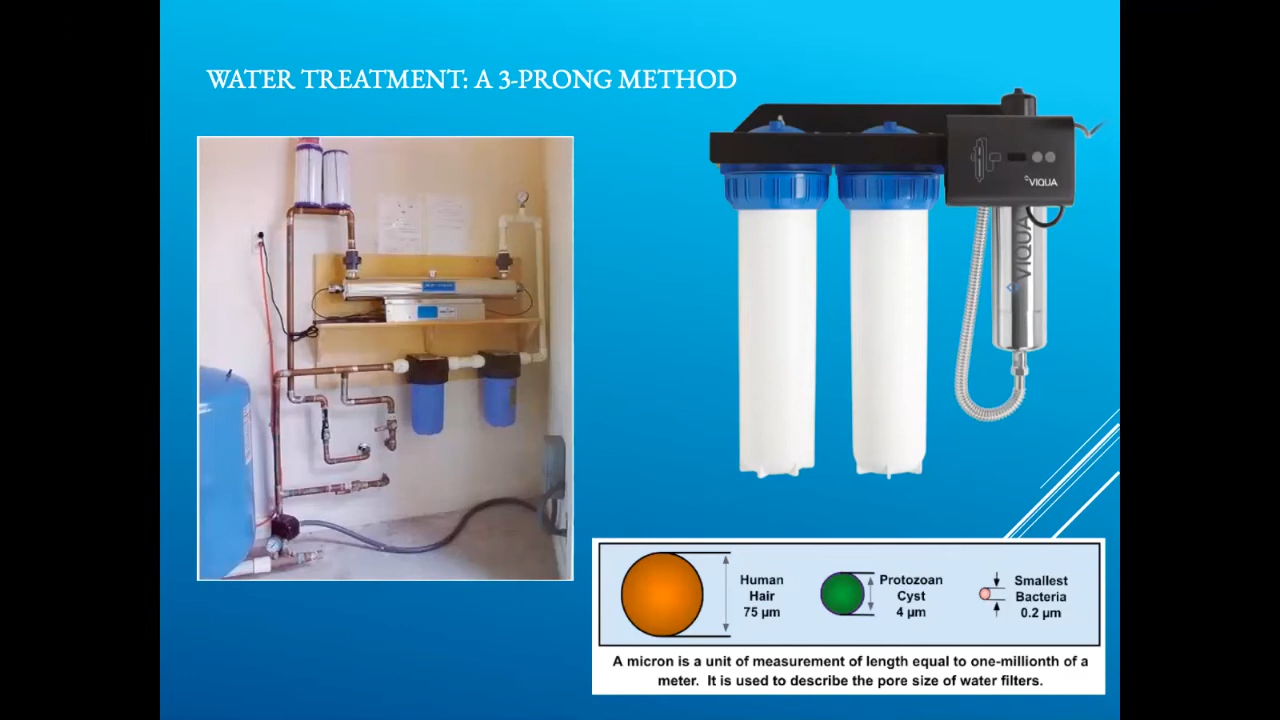 WATER TREATMENT: A 3-PRONG METHOD
VIQUA
VIQUA
Human
Hair
75 µm
Protozoan
Cyst
4 µm
Smallest
Bacteria
0.2 µm
A micron is a unit of measurement of length equal to one-millionth of a
meter. It is used to describe the pore size of water filters.